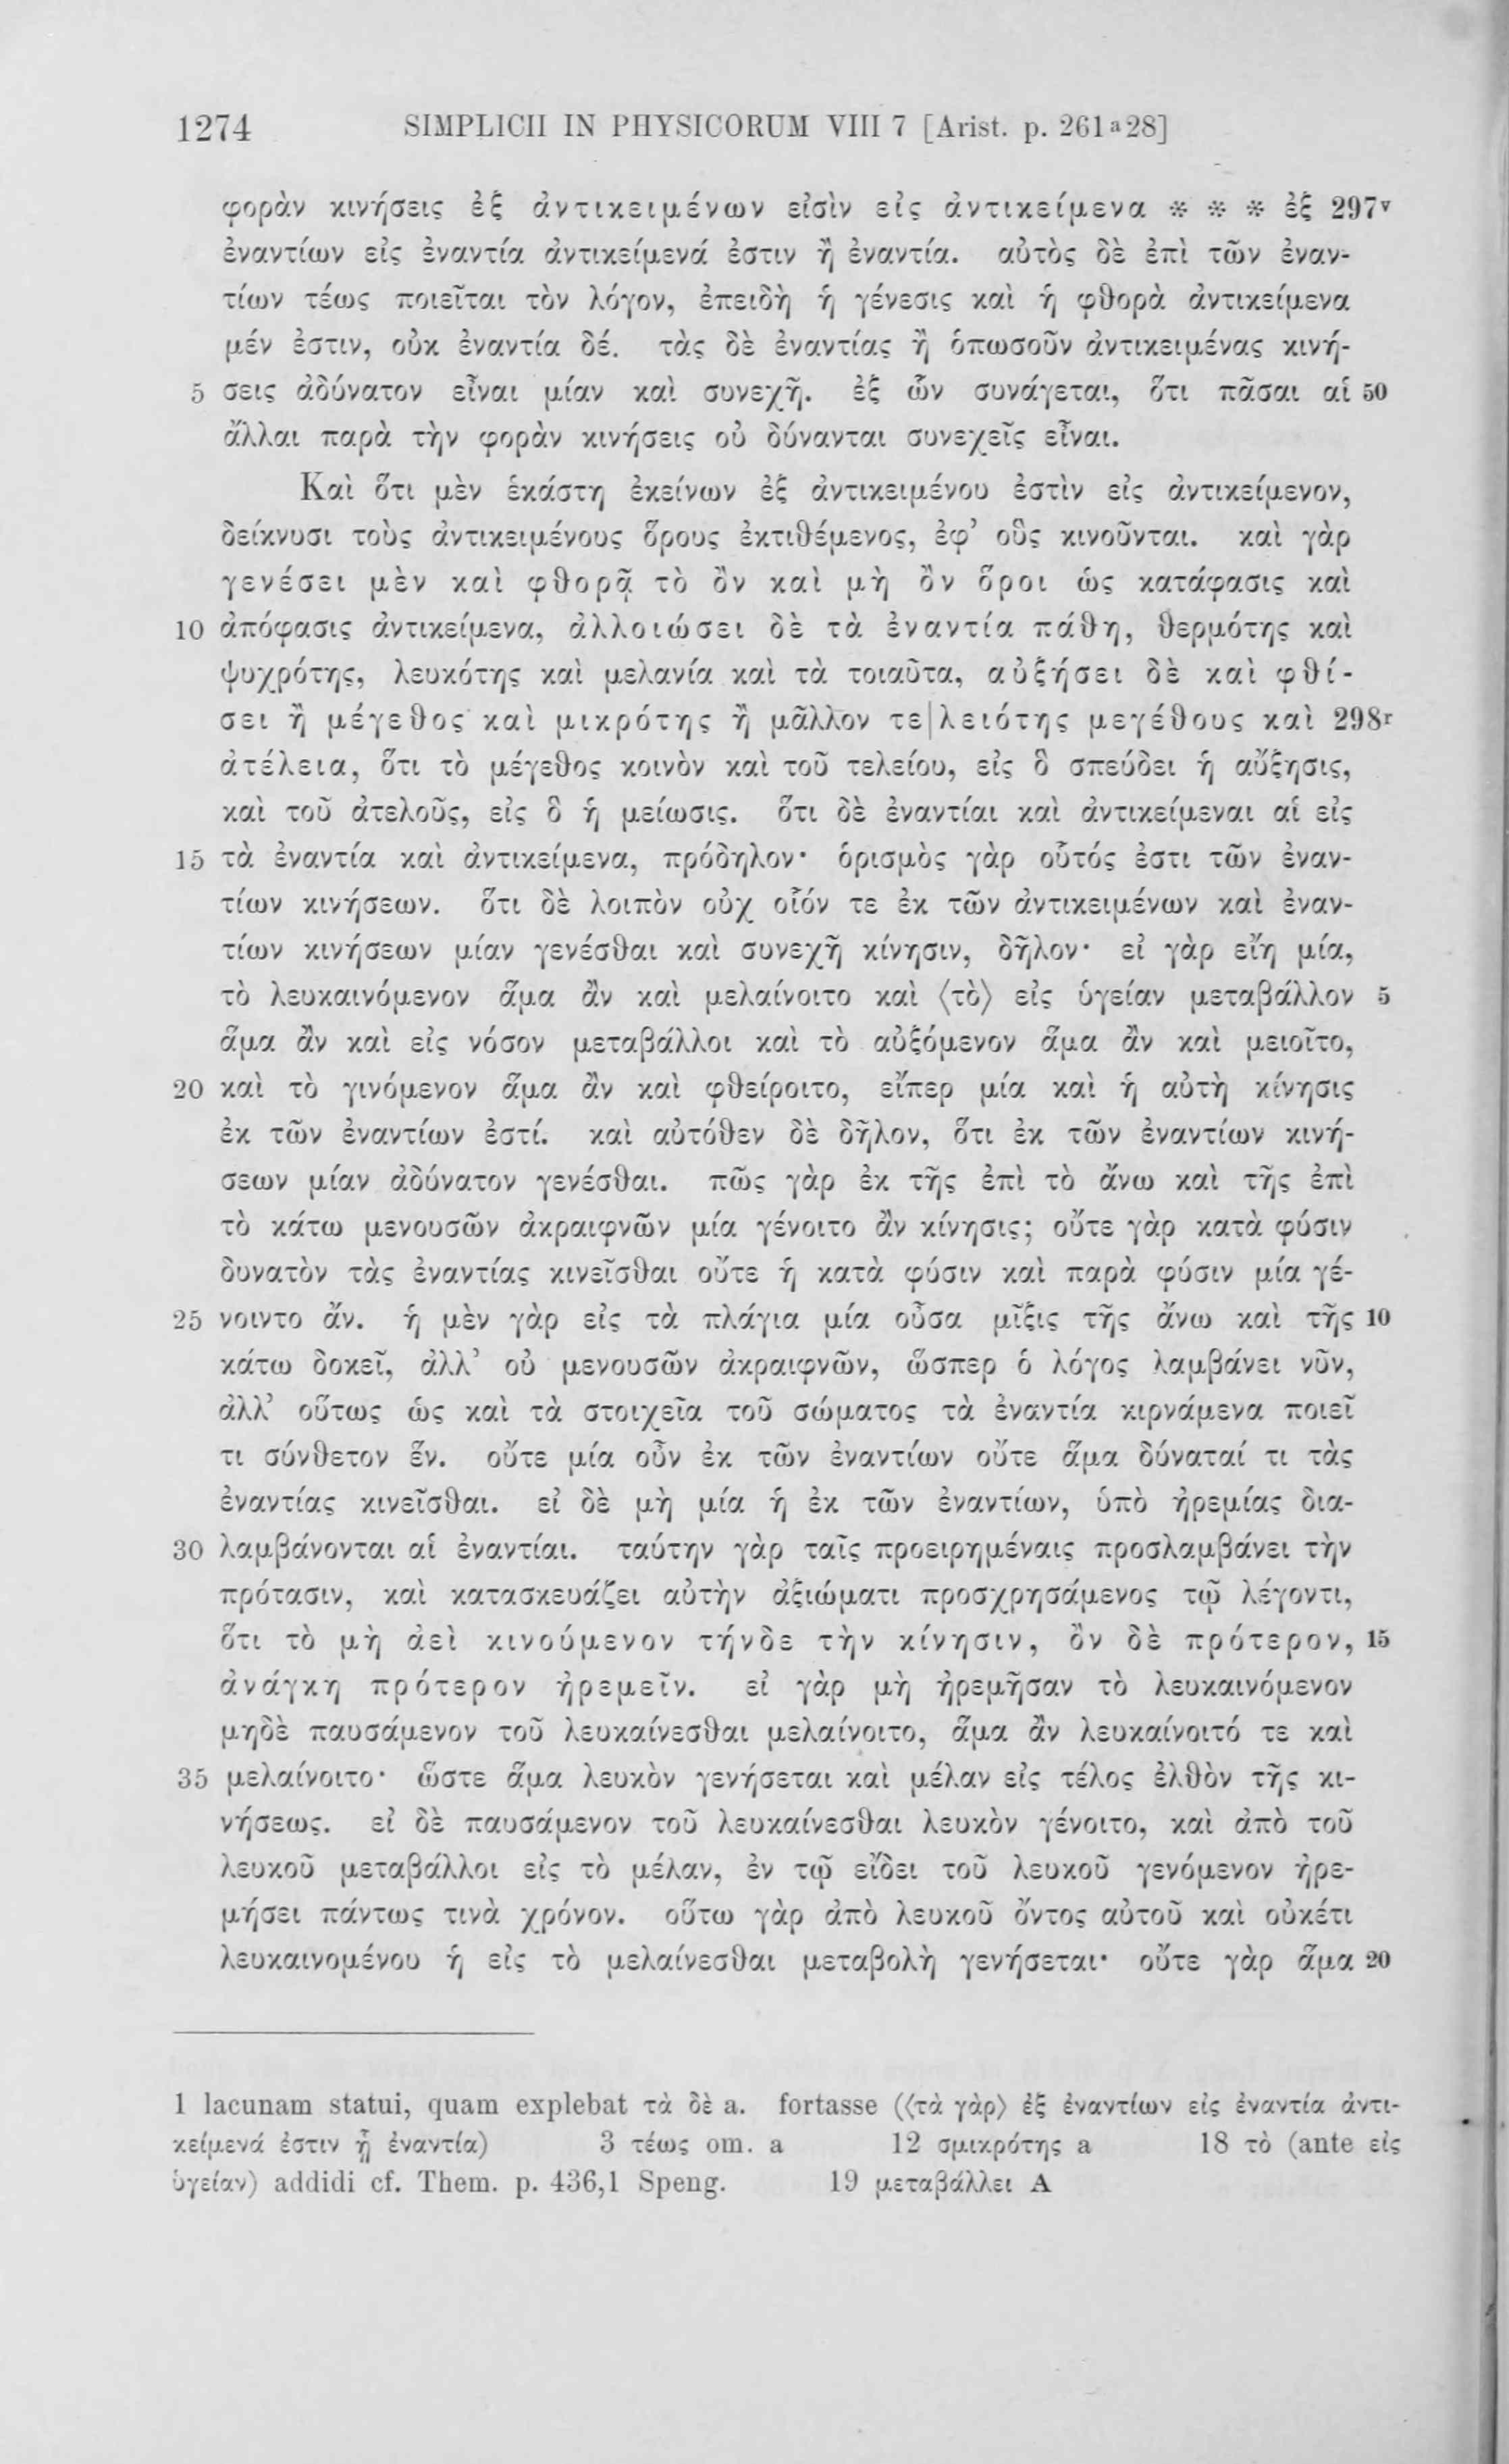 1274 SIMPLICII IN PHYSICORUM VIII 7 [Arist. p. 261ᵃ28]
φορὰν κινήσεις ἐξ ἀντικειμένων εἰσὶν εἰς ἀντικείμενα * * * ἐξ 297ᵛ
ἐναντίων εἰς ἐναντία ἀντικείμενά ἐστιν ἢ ἐναντία. αὐτὸς δὲ ἐπὶ τῶν ἐναν-
τίων τέως ποιεῖται τὸν λόγον, ἐπειδὴ ἡ γένεσις καὶ ἡ φθορὰ ἀντικείμενα
μέν ἐστιν, οὐκ ἐναντία δέ. τὰς δὲ ἐναντίας ἢ ὁπωσοῦν ἀντικειμένας κινή-
5 σεις ἀδύνατον εἶναι μίαν καὶ συνεχῆ. ἐξ ὧν συνάγεται, ὅτι πᾶσαι αἱ 50
ἄλλαι παρὰ τὴν φορὰν κινήσεις οὐ δύνανται συνεχεῖς εἶναι.
Καὶ ὅτι μὲν ἑκάστη ἐκείνων ἐξ ἀντικειμένου ἐστὶν εἰς ἀντικείμενον,
δείκνυσι τοὺς ἀντικειμένους ὅρους ἐκτιθέμενος, ἐφ’ οὓς κινοῦνται. καὶ γὰρ
γενέσει μὲν καὶ φθορᾷ τὸ ὂν καὶ μὴ ὂν ὅροι ὡς κατάφασις καὶ
10 ἀπόφασις ἀντικείμενα, ἀλλοιώσει δὲ τὰ ἐναντία πάθη, θερμότης καὶ
ψυχρότης, λευκότης καὶ μελανία καὶ τὰ τοιαῦτα, αὐξήσει δὲ καὶ φθί-
σει ἢ μέγεθος καὶ μικρότης ἢ μᾶλλον τε|λειότης μεγέθους καὶ 298ʳ
ἀτέλεια, ὅτι τὸ μέγεθος κοινὸν καὶ τοῦ τελείου, εἰς ὃ σπεύδει ἡ αὔξησις,
καὶ τοῦ ἀτελοῦς, εἰς ὃ ἡ μείωσις. ὅτι δὲ ἐναντίαι καὶ ἀντικείμεναι αἱ εἰς
15 τὰ ἐναντία καὶ ἀντικείμενα, πρόδηλον· ὁρισμὸς γὰρ οὗτός ἐστι τῶν ἐναν-
τίων κινήσεων. ὅτι δὲ λοιπὸν οὐχ οἷόν τε ἐκ τῶν ἀντικειμένων καὶ ἐναν-
τίων κινήσεων μίαν γενέσθαι καὶ συνεχῆ κίνησιν, δῆλον· εἰ γὰρ εἴη μία,
τὸ λευκαινόμενον ἅμα ἂν καὶ μελαίνοιτο καὶ ⟨τὸ⟩ εἰς ὑγείαν μεταβάλλον 5
ἅμα ἂν καὶ εἰς νόσον μεταβάλλοι καὶ τὸ αὐξόμενον ἅμα ἂν καὶ μειοῖτο,
20 καὶ τὸ γινόμενον ἅμα ἂν καὶ φθείροιτο, εἴπερ μία καὶ ἡ αὐτὴ κίνησις
ἐκ τῶν ἐναντίων ἐστί. καὶ αὐτόθεν δὲ δῆλον, ὅτι ἐκ τῶν ἐναντίων κινή-
σεων μίαν ἀδύνατον γενέσθαι. πῶς γὰρ ἐκ τῆς ἐπὶ τὸ ἄνω καὶ τῆς ἐπὶ
τὸ κάτω μενουσῶν ἀκραιφνῶν μία γένοιτο ἂν κίνησις; οὔτε γὰρ κατὰ φύσιν
δυνατὸν τὰς ἐναντίας κινεῖσθαι οὔτε ἡ κατὰ φύσιν καὶ παρὰ φύσιν μία γέ-
25 νοιντο ἄν. ἡ μὲν γὰρ εἰς τὰ πλάγια μία οὖσα μῖξις τῆς ἄνω καὶ τῆς 10
κάτω δοκεῖ, ἀλλ’ οὐ μενουσῶν ἀκραιφνῶν, ὥσπερ ὁ λόγος λαμβάνει νῦν,
ἀλλ’ οὕτως ὡς καὶ τὰ στοιχεῖα τοῦ σώματος τὰ ἐναντία κιρνάμενα ποιεῖ
τι σύνθετον ἕν. οὔτε μία οὖν ἐκ τῶν ἐναντίων οὔτε ἅμα δύναταί τι τὰς
ἐναντίας κινεῖσθαι. εἰ δὲ μὴ μία ἡ ἐκ τῶν ἐναντίων, ὑπὸ ἠρεμίας δια-
30 λαμβάνονται αἱ ἐναντίαι. ταύτην γὰρ ταῖς προειρημέναις προσλαμβάνει τὴν
πρότασιν, καὶ κατασκευάζει αὐτὴν ἀξιώματι προσχρησάμενος τῷ λέγοντι,
ὅτι τὸ μὴ ἀεὶ κινούμενον τήνδε τὴν κίνησιν, ὂν δὲ πρότερον, 15
ἀνάγκη πρότερον ἠρεμεῖν. εἰ γὰρ μὴ ἠρεμῆσαν τὸ λευκαινόμενον
μηδὲ παυσάμενον τοῦ λευκαίνεσθαι μελαίνοιτο, ἅμα ἂν λευκαίνοιτό τε καὶ
35 μελαίνοιτο· ὥστε ἅμα λευκὸν γενήσεται καὶ μέλαν εἰς τέλος ἐλθὸν τῆς κι-
νήσεως. εἰ δὲ παυσάμενον τοῦ λευκαίνεσθαι λευκὸν γένοιτο, καὶ ἀπὸ τοῦ
λευκοῦ μεταβάλλοι εἰς τὸ μέλαν, ἐν τῷ εἴδει τοῦ λευκοῦ γενόμενον ἠρε-
μήσει πάντως τινὰ χρόνον. οὕτω γὰρ ἀπὸ λευκοῦ ὄντος αὐτοῦ καὶ οὐκέτι
λευκαινομένου ἡ εἰς τὸ μελαίνεσθαι μεταβολὴ γενήσεται· οὔτε γὰρ ἅμα 20
1 lacunam statui, quam explebat τὰ δὲ a. fortasse (⟨τὰ γὰρ⟩ ἐξ ἐναντίων εἰς ἐναντία ἀντι-
κείμενά ἐστιν ᾗ ἐναντία) 3 τέως om. a 12 σμικρότης a 18 τὸ (ante εἰς
ὑγείαν) addidi cf. Them. p. 436,1 Speng. 19 μεταβάλλει A